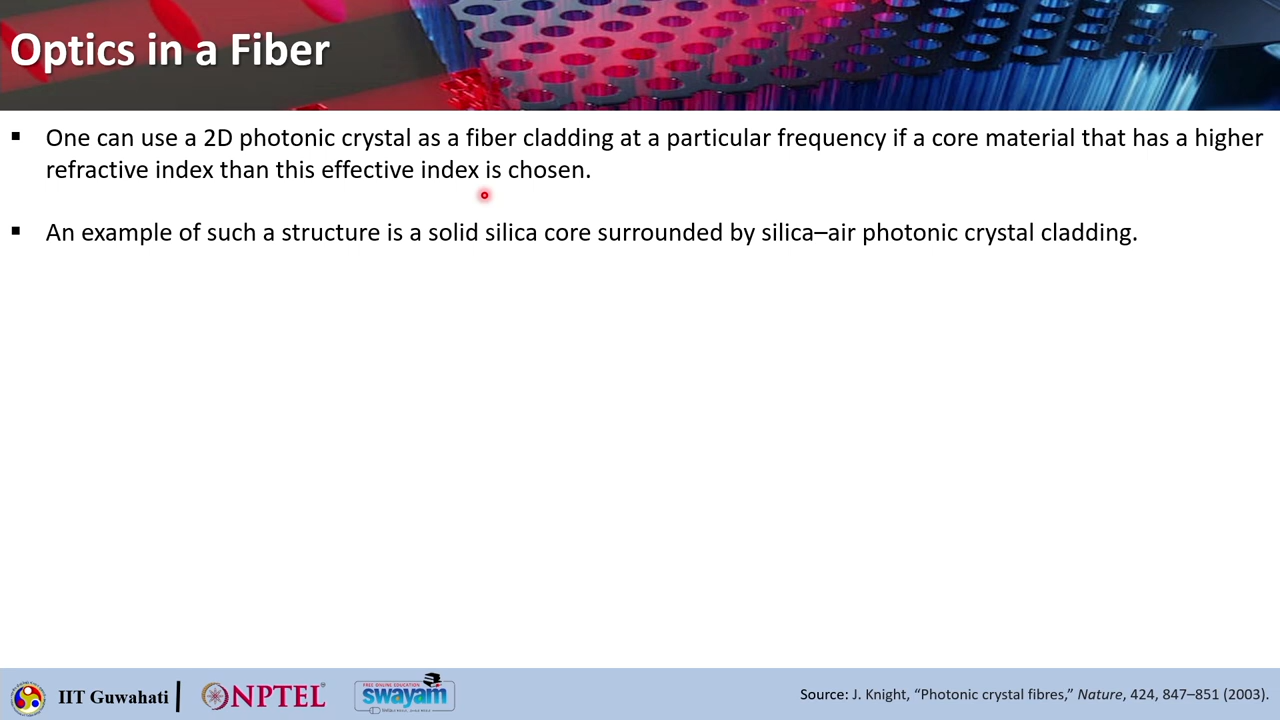 Optics in a Fiber
▪ One can use a 2D photonic crystal as a fiber cladding at a particular frequency if a core material that has a higher
refractive index than this effective index is chosen.
▪ An example of such a structure is a solid silica core surrounded by silica–air photonic crystal cladding.
IIT Guwahati
NPTEL
FREE ONLINE EDUCATION
swayam
Source: J. Knight, “Photonic crystal fibres,” Nature, 424, 847–851 (2003).